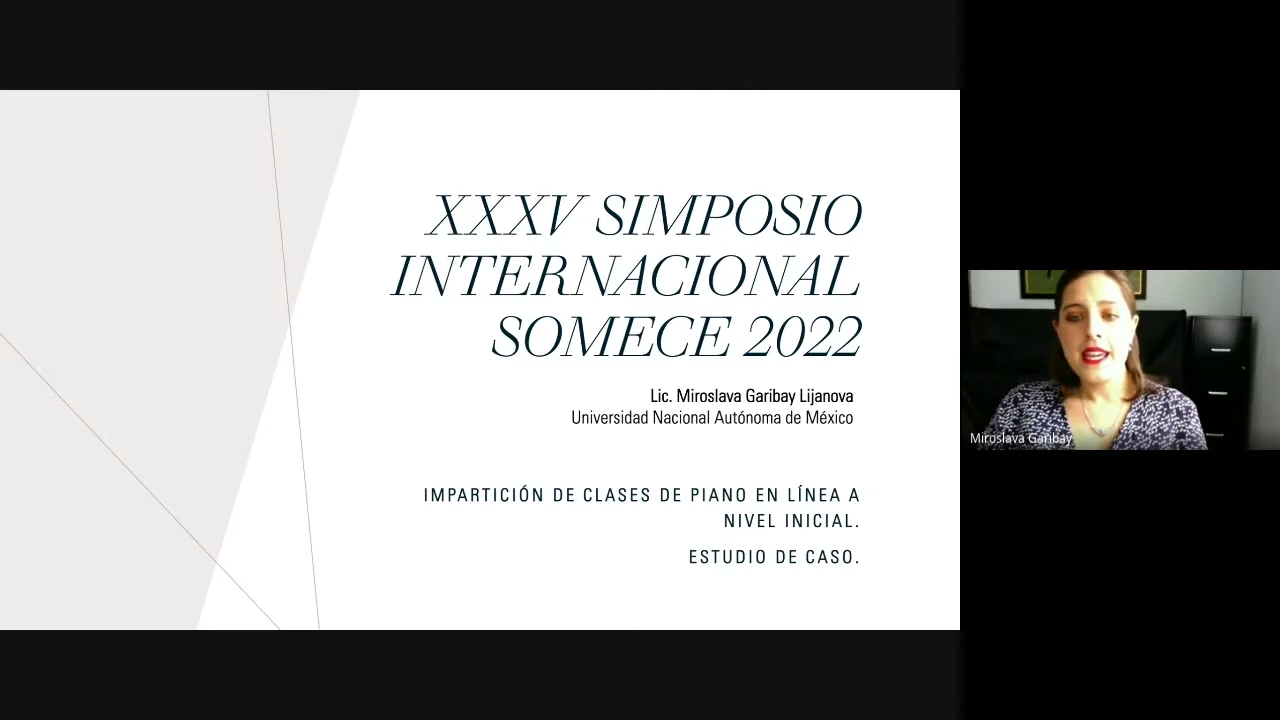 XXXV SIMPOSIO
INTERNACIONAL
SOMECE 2022
Lic. Miroslava Garibay Lijanova
Universidad Nacional Autónoma de México
IMPARTICIÓN DE CLASES DE PIANO EN LÍNEA A
NIVEL INICIAL.
ESTUDIO DE CASO.
Miroslava Garibay